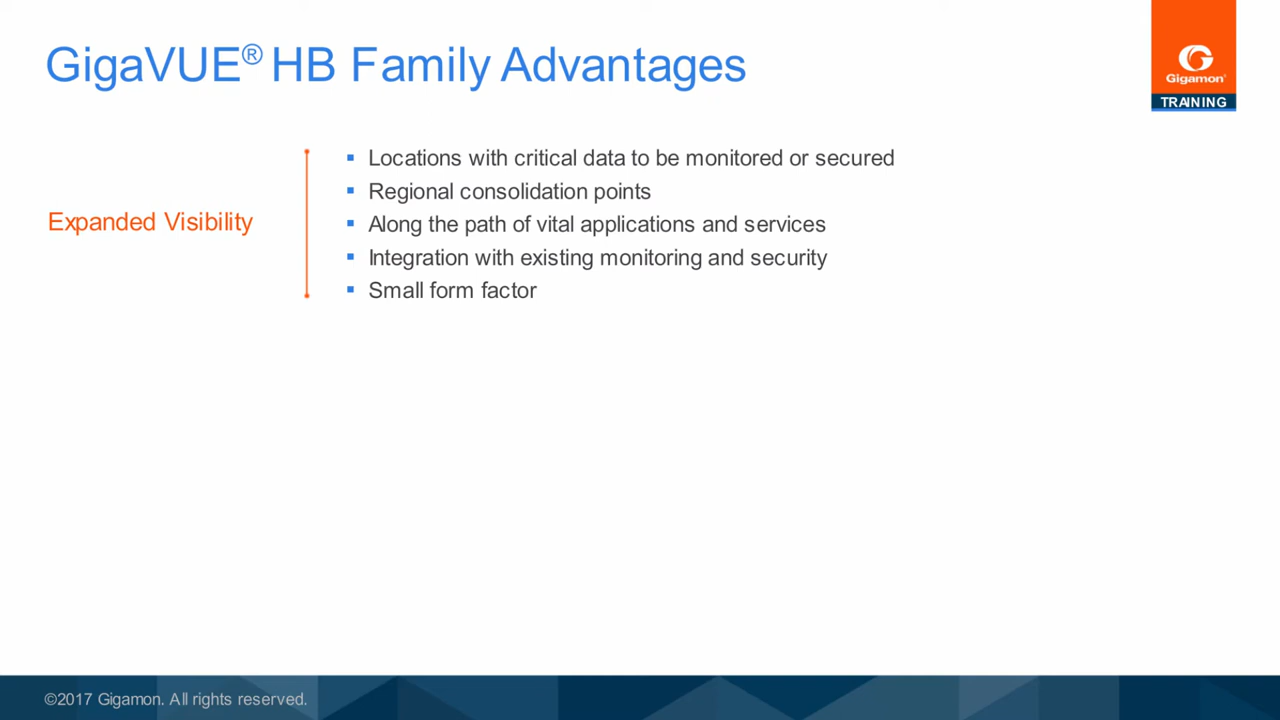 GigaVUE® HB Family Advantages
Gigamon®
TRAINING
Expanded Visibility
Locations with critical data to be monitored or secured
Regional consolidation points
Along the path of vital applications and services
Integration with existing monitoring and security
Small form factor
©2017 Gigamon. All rights reserved.